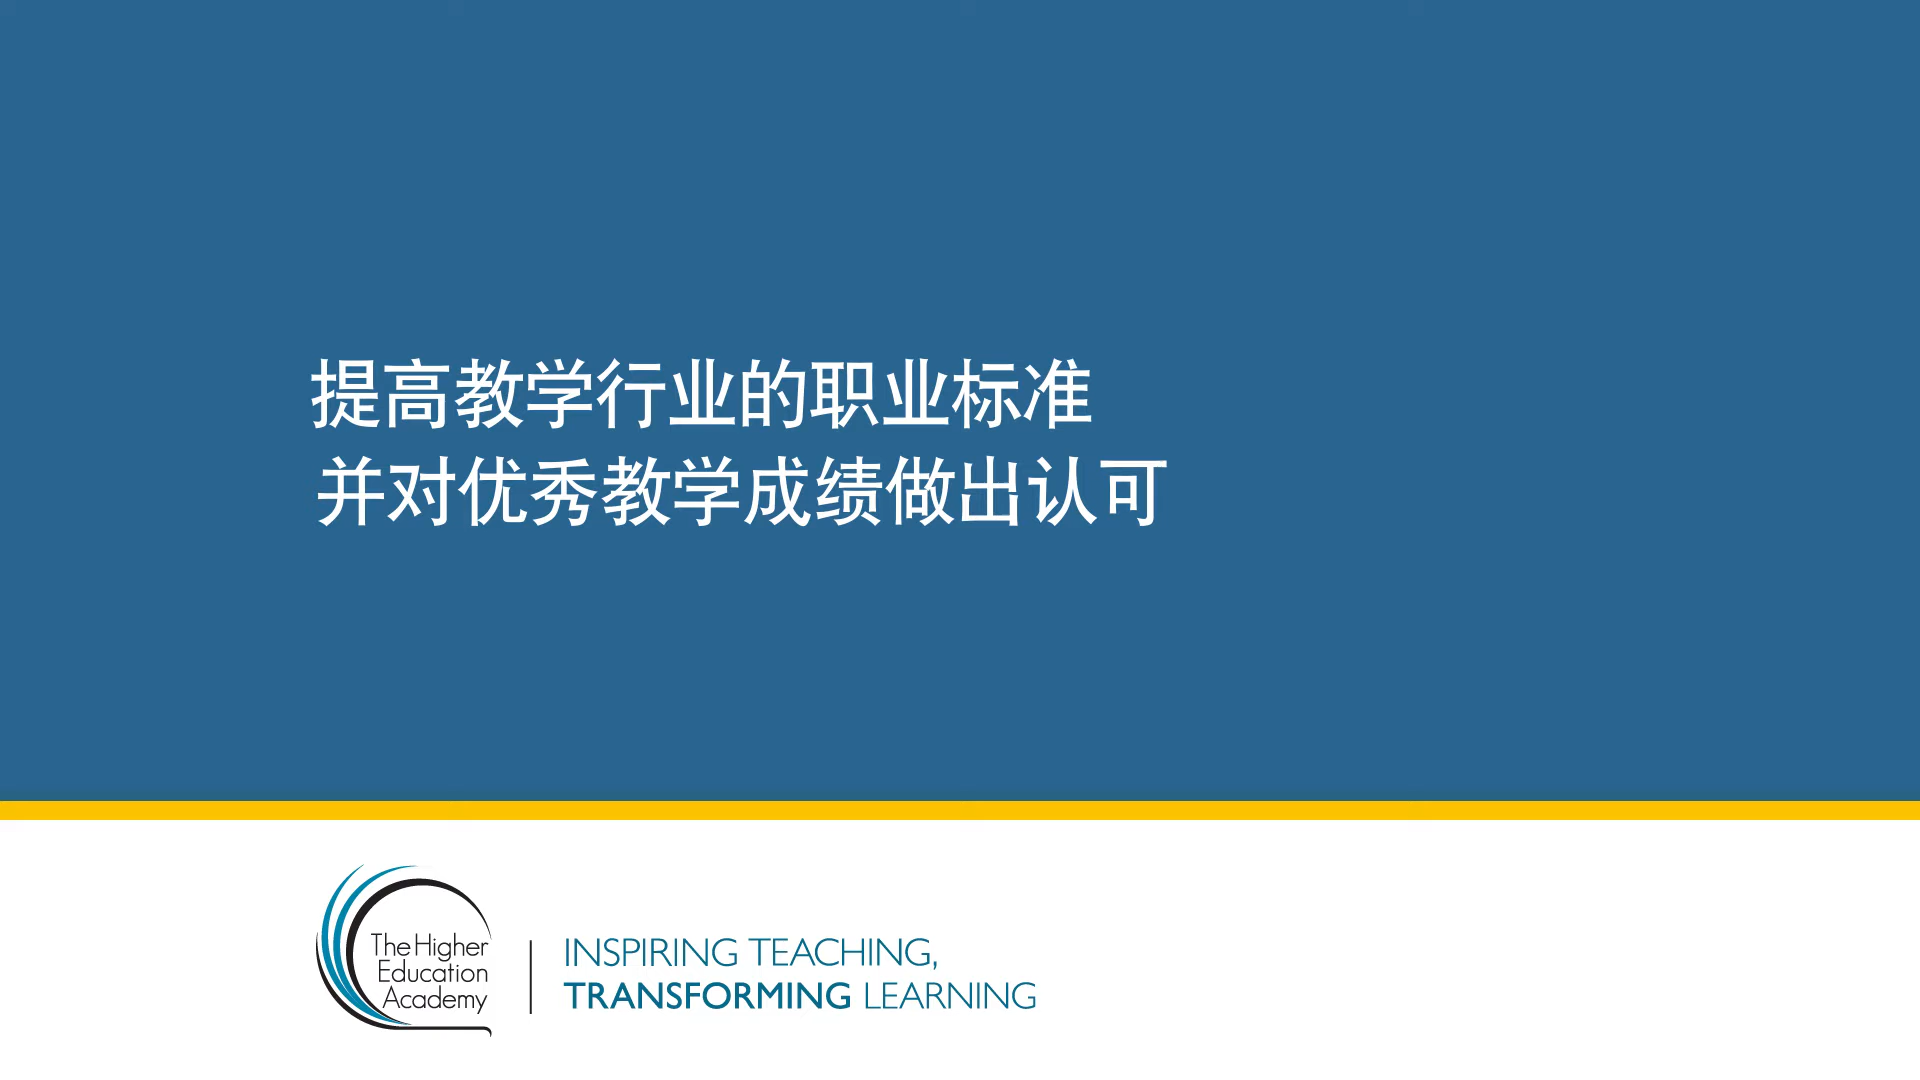 提高教学行业的职业标准
并对优秀教学成绩做出认可
The Higher
Education
Academy
INSPIRING TEACHING,
TRANSFORMING LEARNING